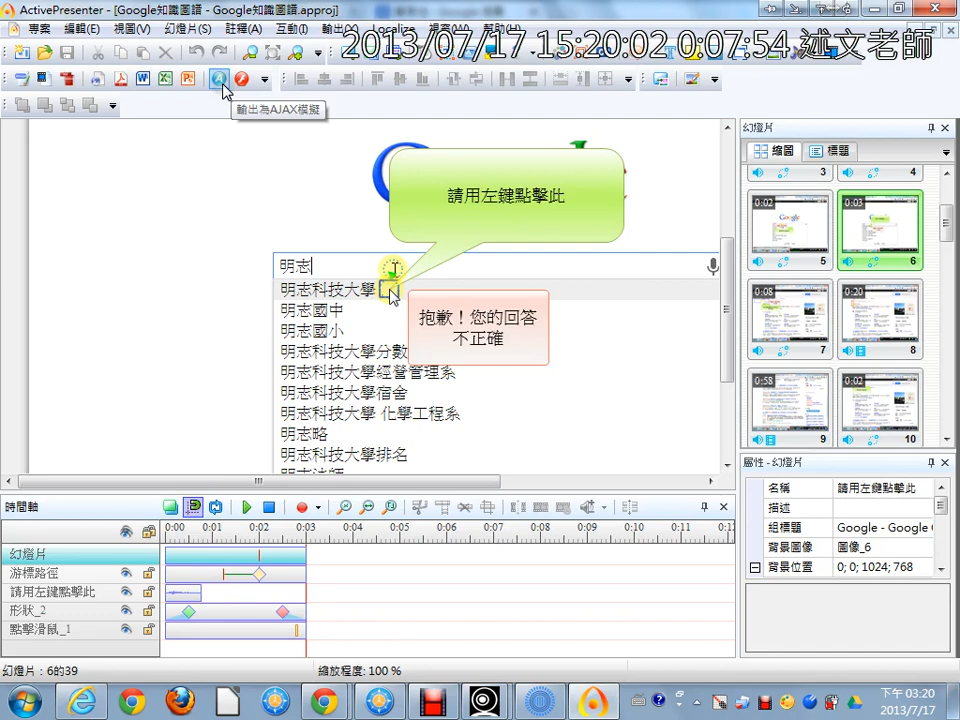 ActivePresenter - [Google知識圖譜 - Google知識圖譜.approj]
專案 編輯(E) 視圖(V) 幻燈片(S) 註釋(A) 互動(I)
2013/07/17 15:20:02 0:07:54 述文老師
輸出為AJAX模擬
請用左鍵點擊此
明志
明志科技大學
明志國中
明志國小
明志科技大學分數
明志科技大學經營管理系
明志科技大學宿舍
明志科技大學 化學工程系
明志略
明志科技大學排名
抱歉！您的回答
不正確
幻燈片
縮圖 標題
3 4
0:02 0:03
5 6
0:08 0:20
7 8
0:58 0:02
9 10
屬性 - 幻燈片
名稱 請用左鍵點擊此
描述
組標題 Google - Google
背景圖像 圖像_6
背景位置 0; 0; 1024; 768
時間軸
0:00 0:01 0:02 0:03 0:04 0:05 0:06 0:07 0:08 0:09 0:10 0:11
幻燈片
游標路徑
請用左鍵點擊此
形狀_2
點擊滑鼠_1
幻燈片：6的39 縮放程度: 100 %
下午 03:20
2013/7/17